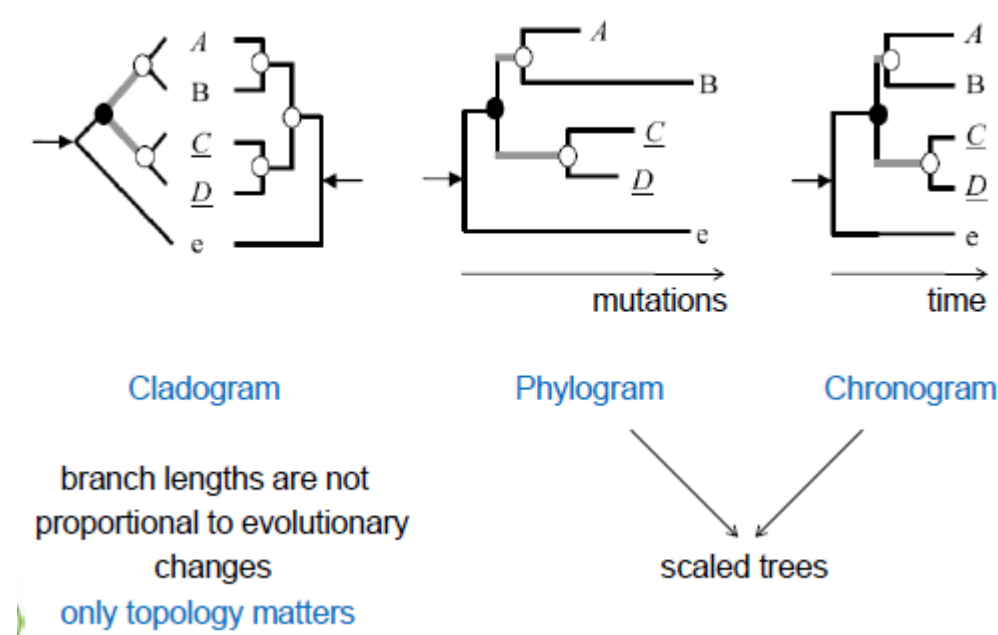 A
B
C
D
e
A
B
C
D
e
mutations
A
B
C
D
e
time
Cladogram
Phylogram
Chronogram
branch lengths are not
proportional to evolutionary
changes
only topology matters
scaled trees